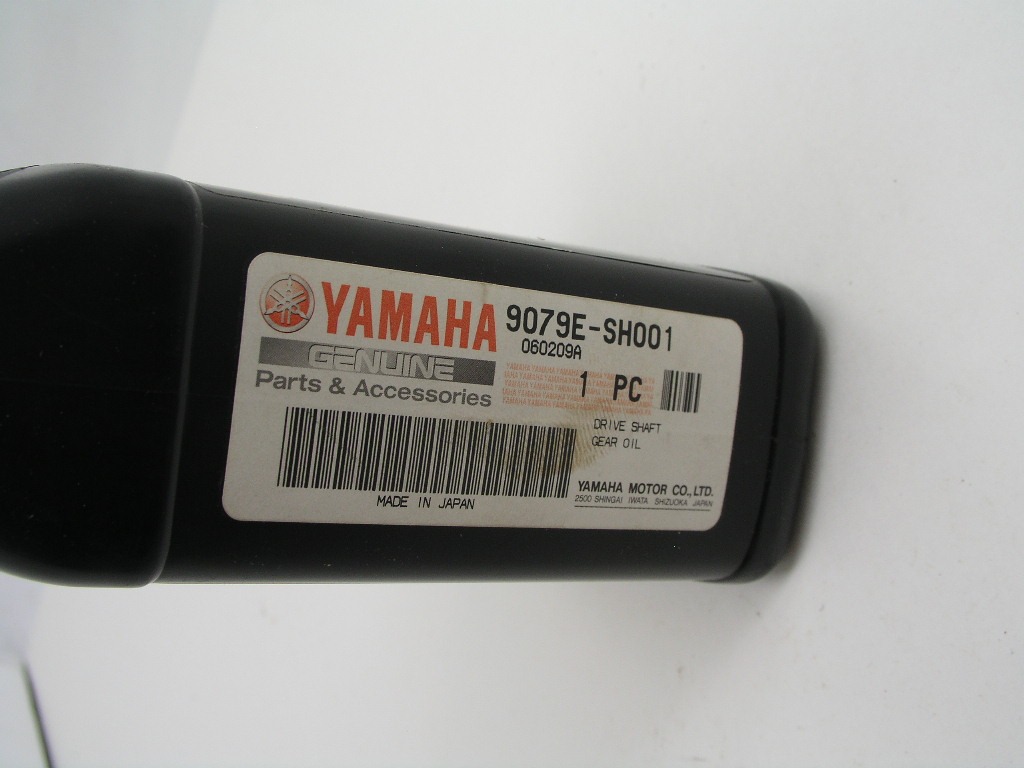 YAMAHA 9079E-SH001
060209A
GENUINE
Parts & Accessories
1 PC
DRIVE SHAFT
GEAR OIL
MADE IN JAPAN
YAMAHA MOTOR CO.,LTD.
2500 SHINGAI IWATA SHIZUOKA JAPAN